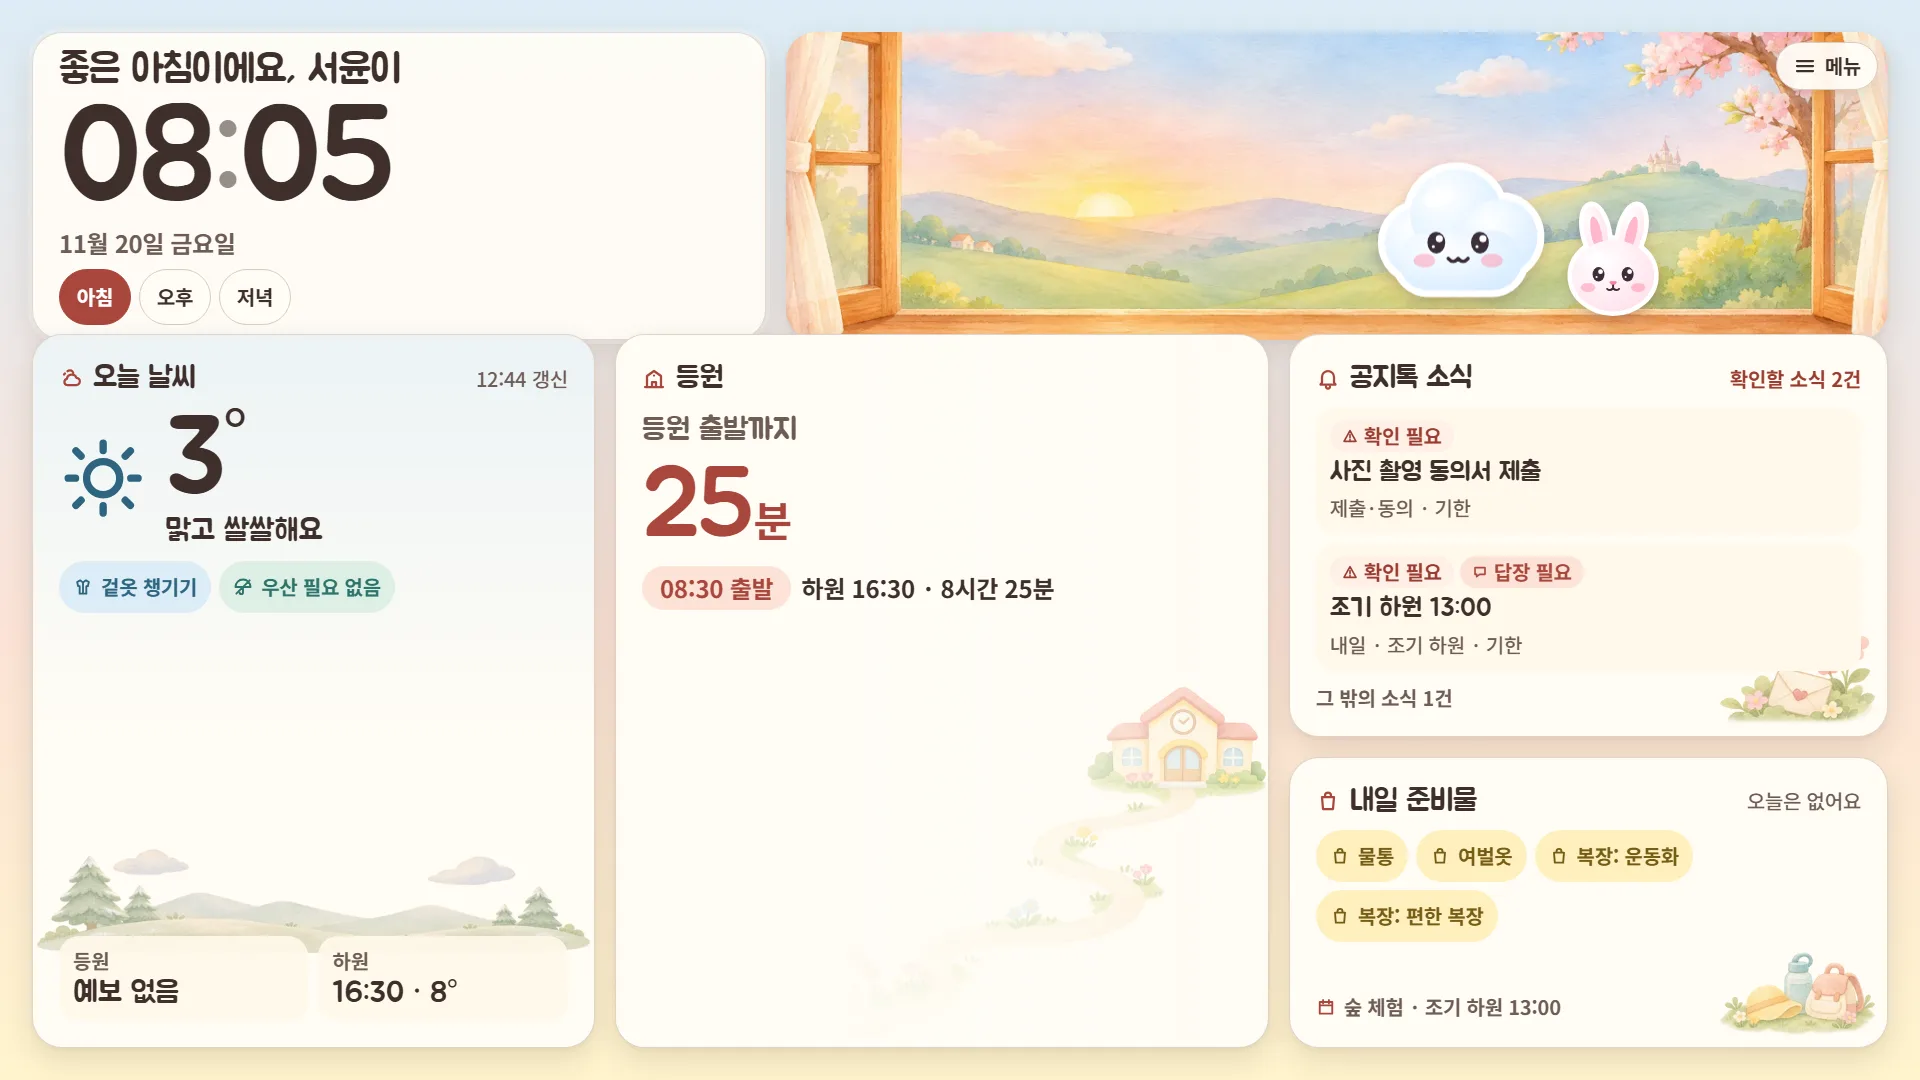 좋은 아침이에요, 서윤이
08:05
11월 20일 금요일
아침 오후 저녁
메뉴
오늘 날씨 12:44 갱신
3°
맑고 쌀쌀해요
겉옷 챙기기 우산 필요 없음
등원
예보 없음
하원
16:30 · 8°
등원
등원 출발까지
25분
08:30 출발 하원 16:30 · 8시간 25분
공지톡 소식 확인할 소식 2건
확인 필요
사진 촬영 동의서 제출
제출·동의 · 기한
확인 필요 답장 필요
조기 하원 13:00
내일 · 조기 하원 · 기한
그 밖의 소식 1건
내일 준비물 오늘은 없어요
물통 여벌옷 복장: 운동화
복장: 편한 복장
숲 체험 · 조기 하원 13:00